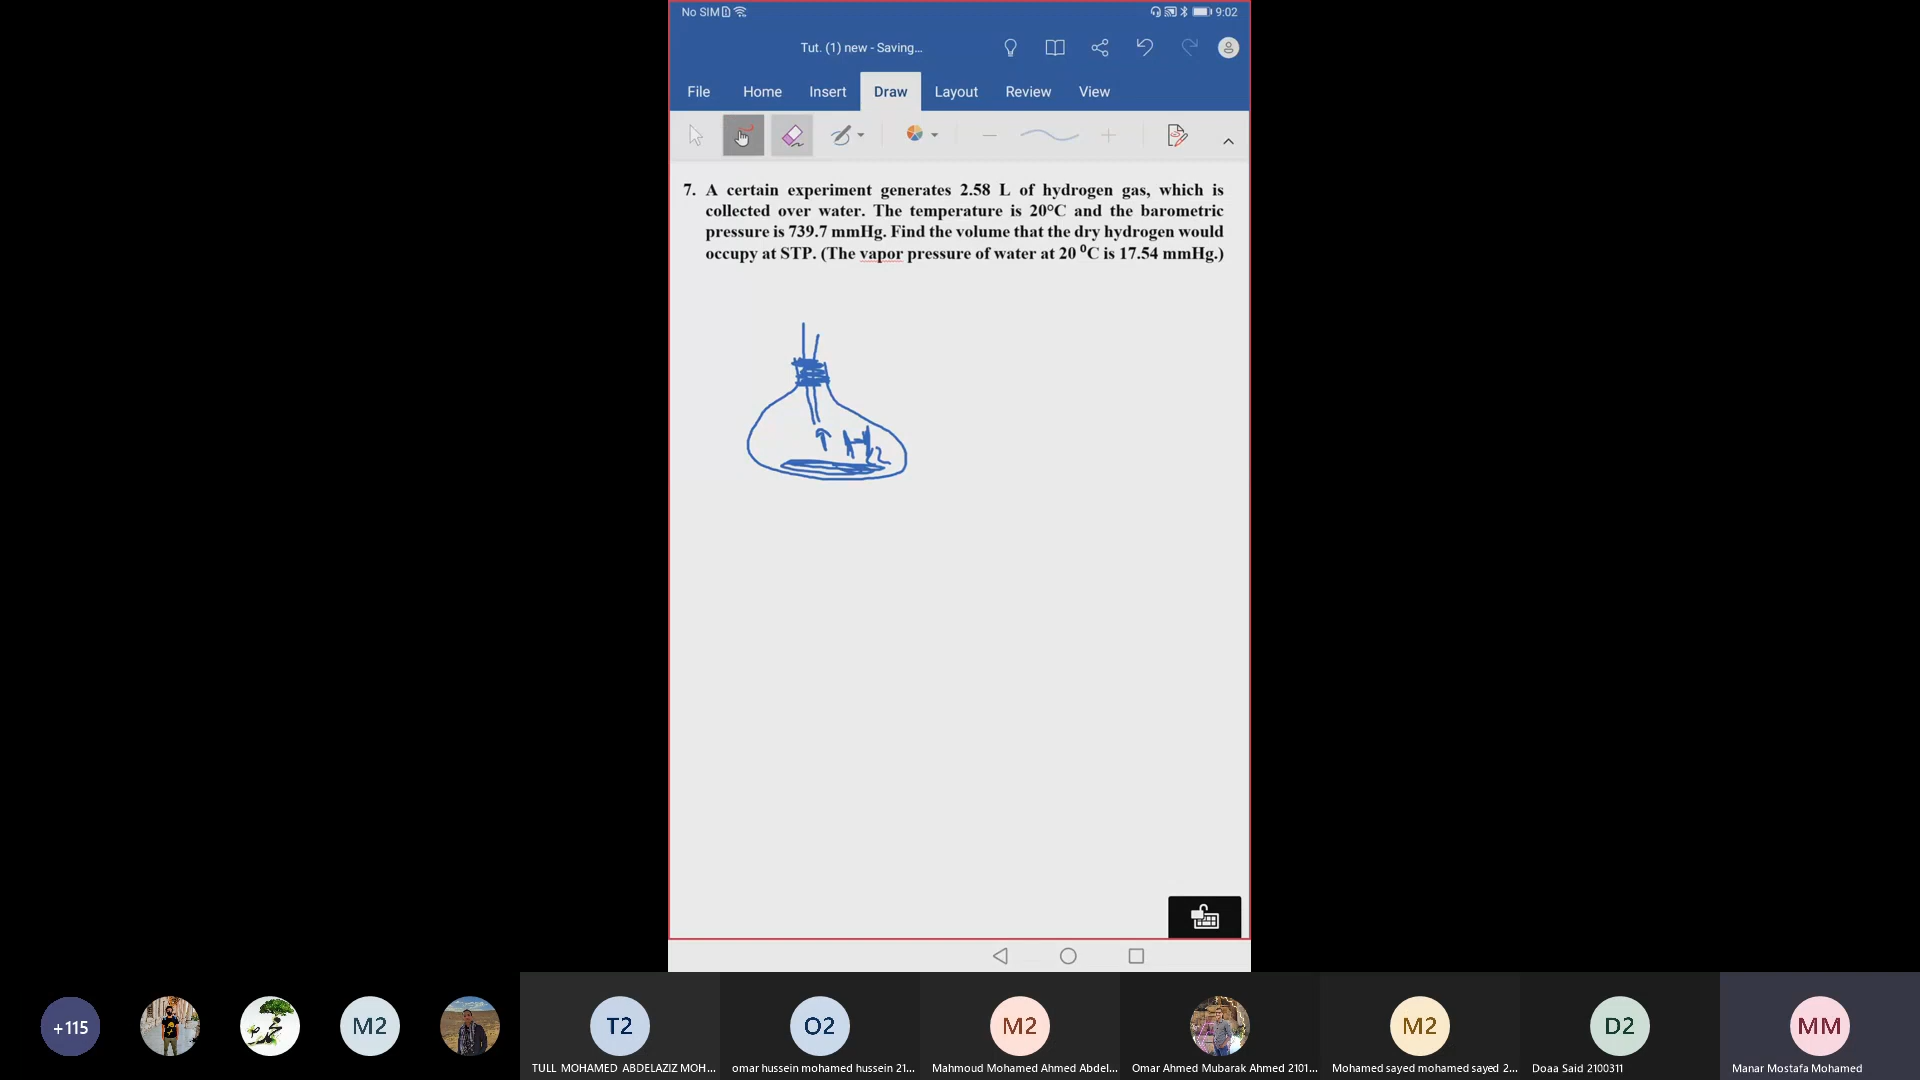 No SIM 9:02
Tut. (1) new - Saving...
File Home Insert Draw Layout Review View
7. A certain experiment generates 2.58 L of hydrogen gas, which is
collected over water. The temperature is 20°C and the barometric
pressure is 739.7 mmHg. Find the volume that the dry hydrogen would
occupy at STP. (The vapor pressure of water at 20 ⁰C is 17.54 mmHg.)
H2
+115 M2 T2 O2 M2 M2 D2 MM
TULL MOHAMED ABDELAZIZ MOH... omar hussein mohamed hussein 21... Mahmoud Mohamed Ahmed Abdel... Omar Ahmed Mubarak Ahmed 2101... Mohamed sayed mohamed sayed 2... Doaa Said 2100311 Manar Mostafa Mohamed